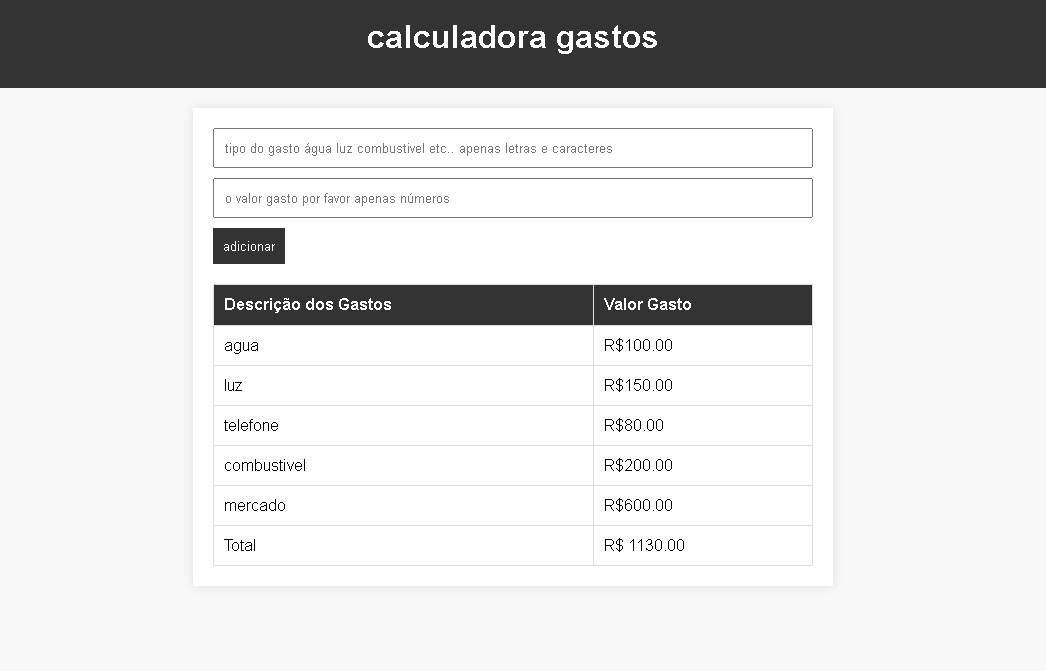 calculadora gastos
tipo do gasto água luz combustivel etc.. apenas letras e caracteres
o valor gasto por favor apenas números
adicionar
Descrição dos Gastos Valor Gasto
agua R$100.00
luz R$150.00
telefone R$80.00
combustivel R$200.00
mercado R$600.00
Total R$ 1130.00